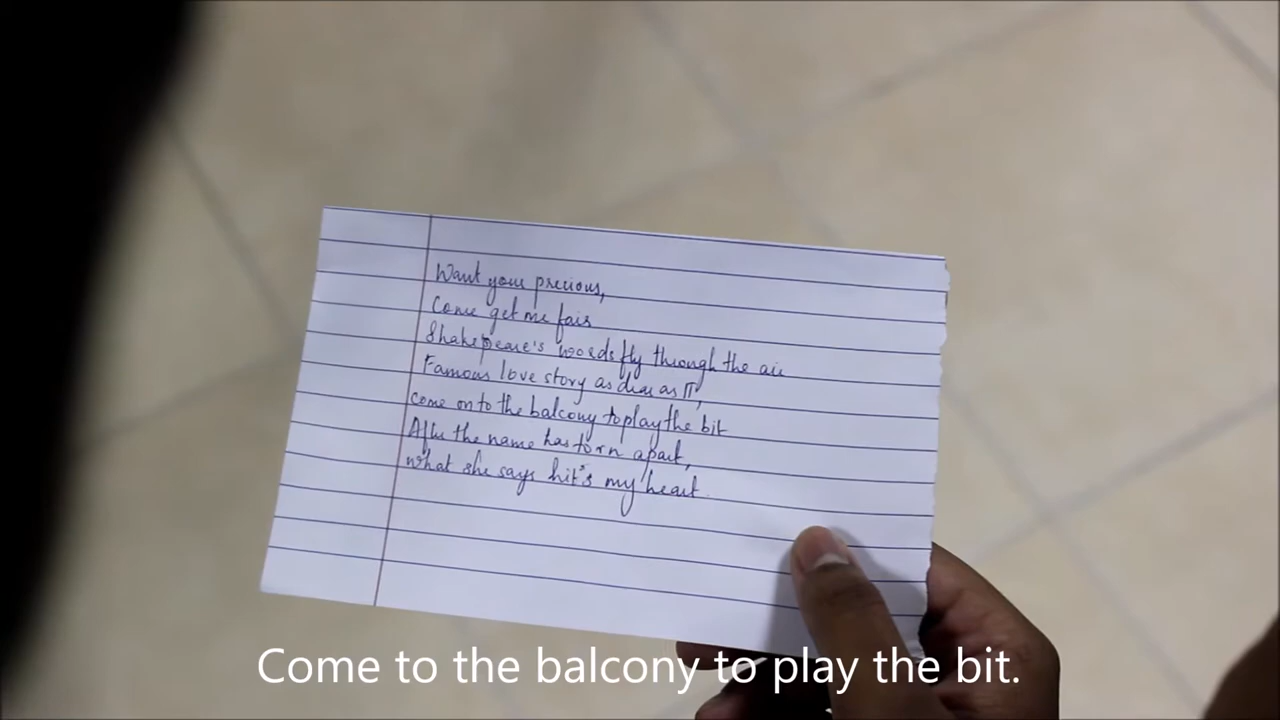 Want your precious,
Come get me fair
Shakepeare's words fly through the air
Famous love story as dear as π,
come on to the balcony to play the bit
After the name has torn apart,
what she says hit's my heart.
Come to the balcony to play the bit.